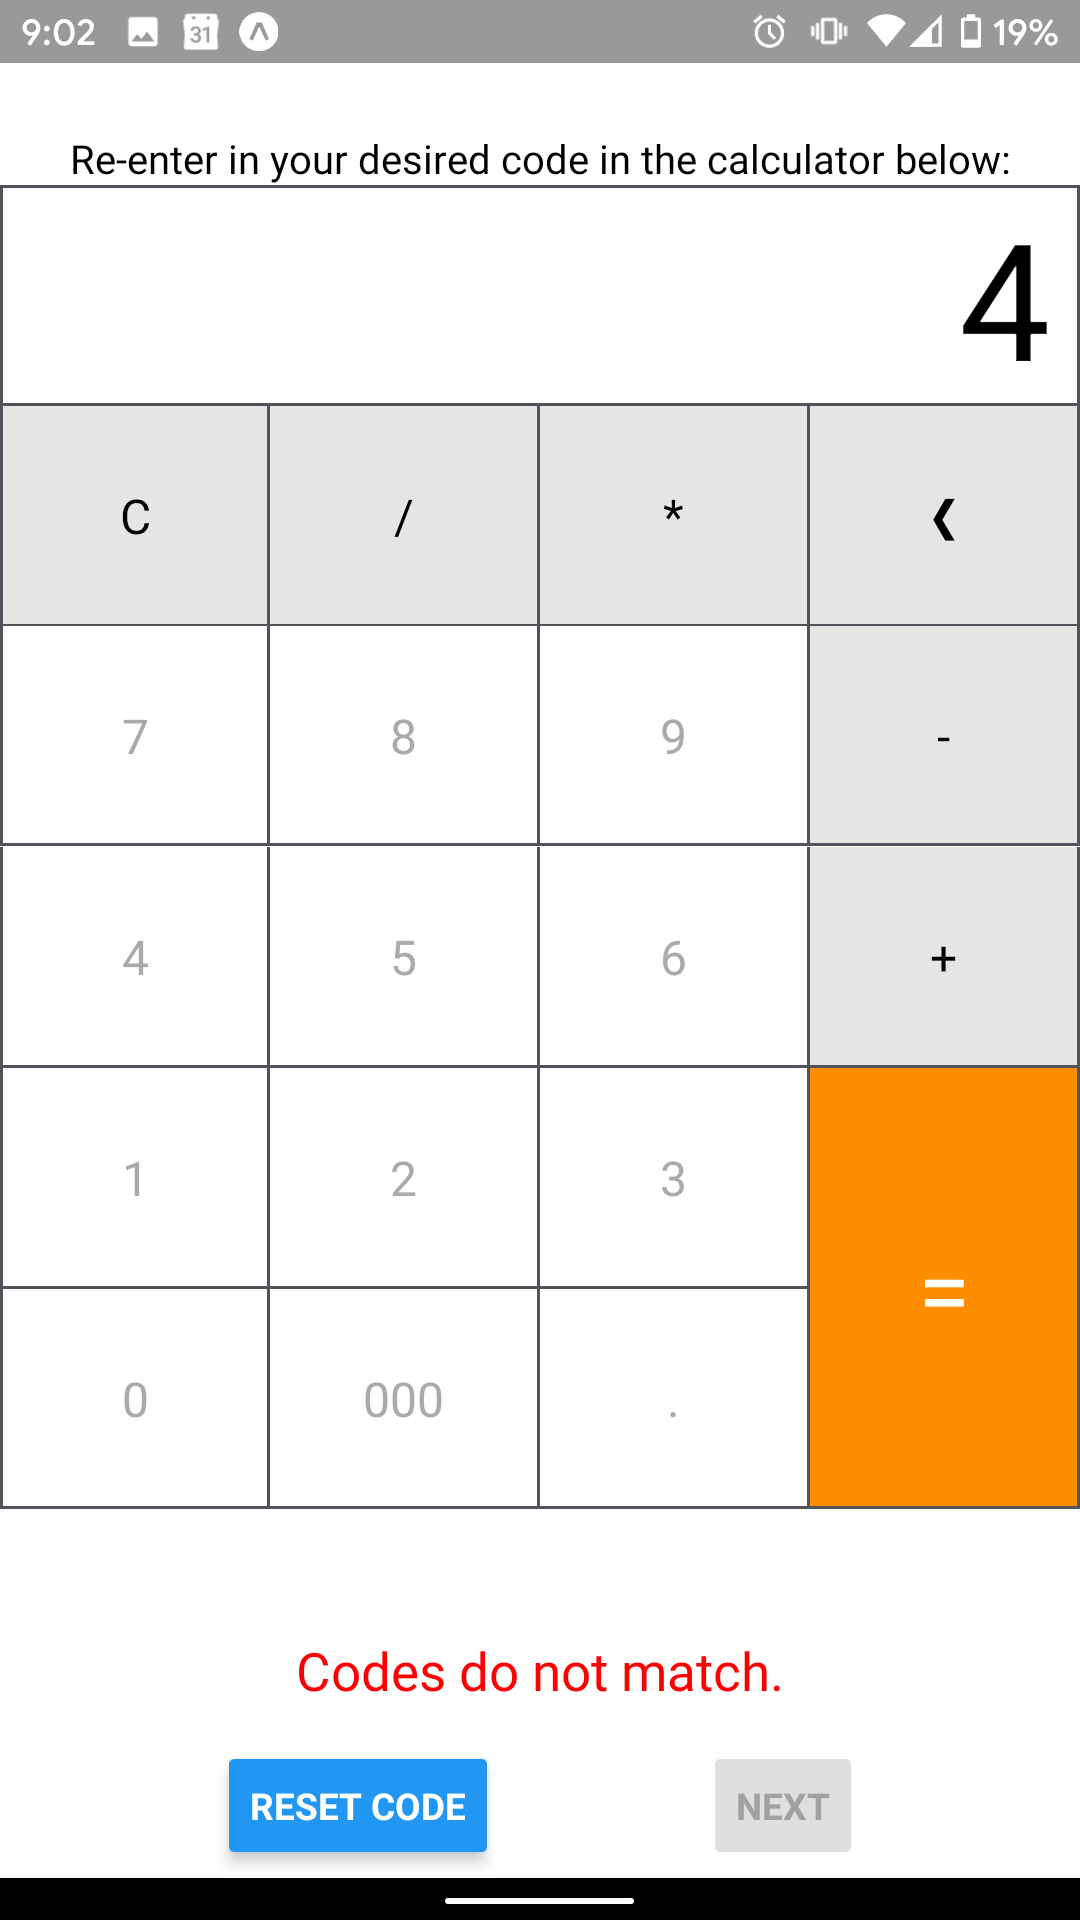 9:02 31 19%
Re-enter in your desired code in the calculator below:
4
C / * ❮
7 8 9 -
4 5 6 +
1 2 3
=
0 000 .
Codes do not match.
RESET CODE NEXT